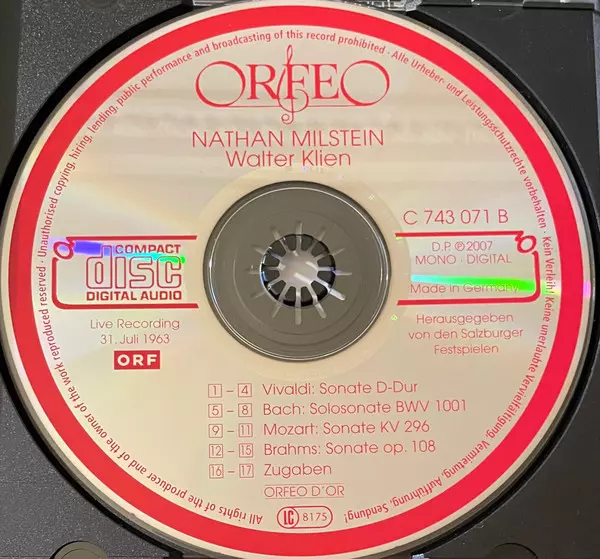 All rights of the producer and of the owner of the work reproduced reserved · Unauthorised copying, hiring, lending, public performance and broadcasting of this record prohibited · Alle Urheber- und Leistungsschutzrechte vorbehalten · Kein Verleih! Keine unerlaubte Vervielfältigung, Vermietung, Aufführung, Sendung!
ORFEO
NATHAN MILSTEIN
Walter Klien
C 743 071 B
COMPACT
disc
DIGITAL AUDIO
D.P. ℗ 2007
MONO · DIGITAL
Made in Germany
Live Recording
31. Juli 1963
ORF
Herausgegeben
von den Salzburger
Festspielen
1 – 4 Vivaldi: Sonate D-Dur
5 – 8 Bach: Solosonate BWV 1001
9 – 11 Mozart: Sonate KV 296
12 – 15 Brahms: Sonate op. 108
16 – 17 Zugaben
ORFEO D'OR
LC 8175